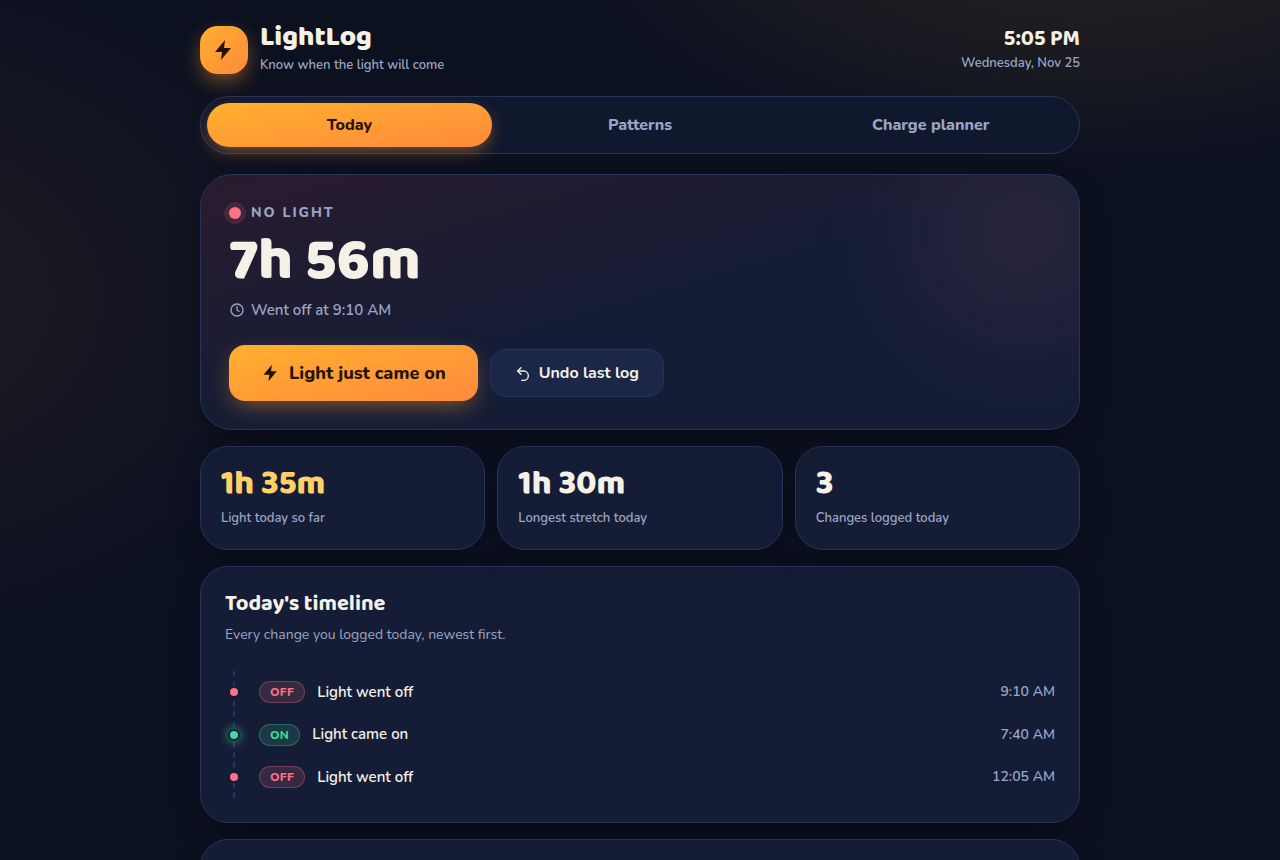 LightLog
Know when the light will come
5:05 PM
Wednesday, Nov 25
Today
Patterns
Charge planner
NO LIGHT
7h 56m
Went off at 9:10 AM
Light just came on
Undo last log
1h 35m
Light today so far
1h 30m
Longest stretch today
3
Changes logged today
Today's timeline
Every change you logged today, newest first.
OFF Light went off 9:10 AM
ON Light came on 7:40 AM
OFF Light went off 12:05 AM